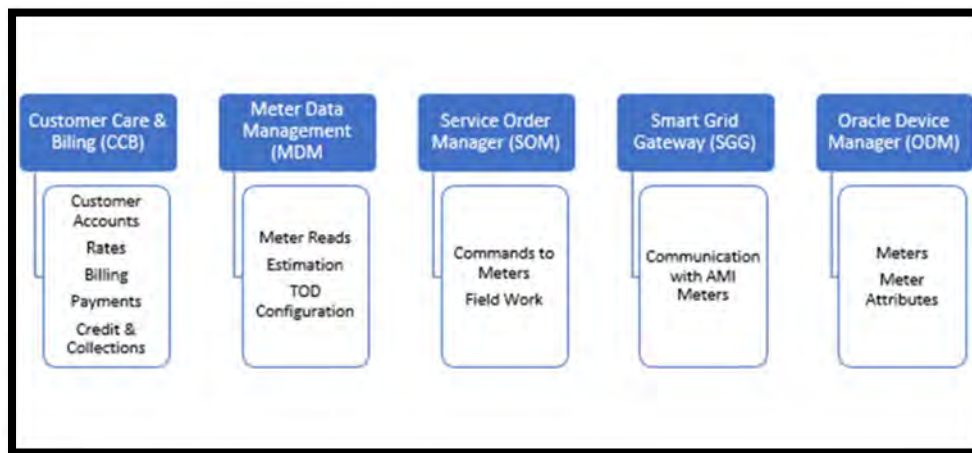 Customer Care &
Biling (CCB)
Customer
Accounts
Rates
Billing
Payments
Credit &
Collections
Meter Data
Management
(MDM
Meter Reads
Estimation
TOD
Configuration
Service Order
Manager (SOM)
Commands to
Meters
Field Work
Smart Grid
Gateway (SGG)
Communication
with AMI
Meters
Oracle Device
Manager (ODM)
Meters
Meter
Attributes